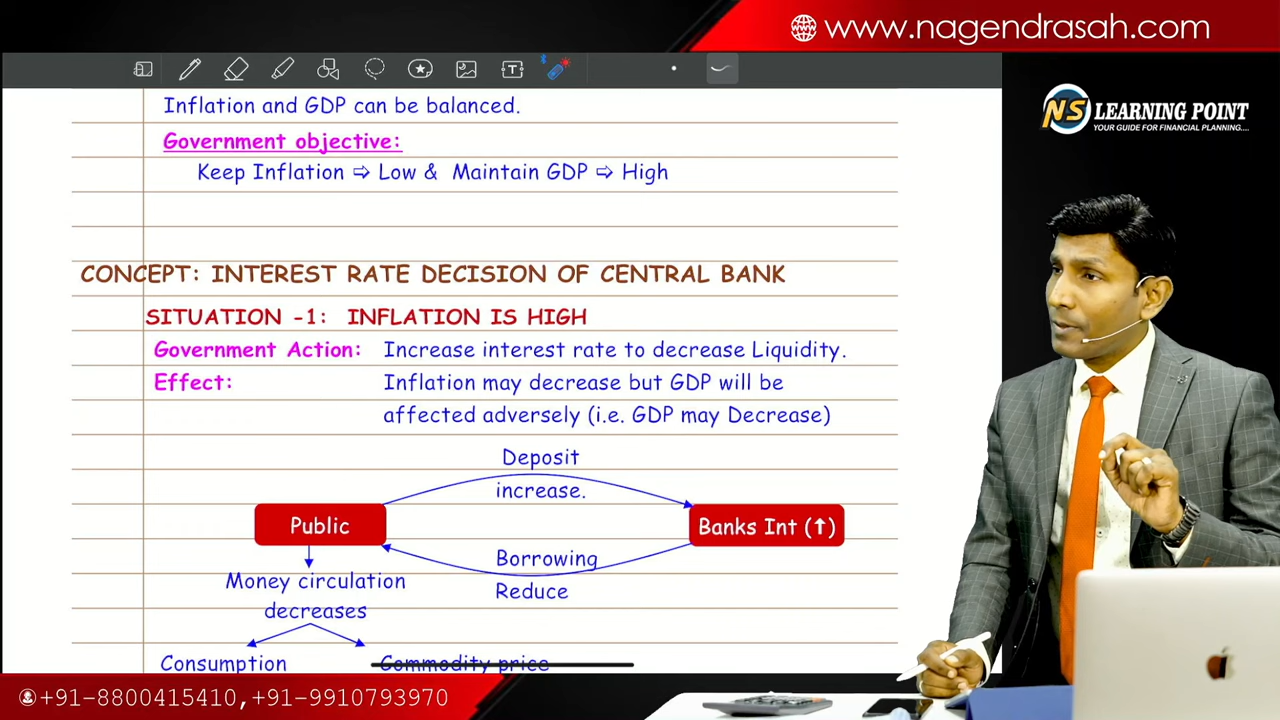 www.nagendrasah.com
NS LEARNING POINT
YOUR GUIDE FOR FINANCIAL PLANNING....
Inflation and GDP can be balanced.
Government objective:
Keep Inflation ⇨ Low & Maintain GDP ⇨ High
CONCEPT: INTEREST RATE DECISION OF CENTRAL BANK
SITUATION -1: INFLATION IS HIGH
Government Action: Increase interest rate to decrease Liquidity.
Effect: Inflation may decrease but GDP will be
affected adversely (i.e. GDP may Decrease)
Deposit
increase.
Public
Banks Int (↑)
Borrowing
Reduce
Money circulation
decreases
Consumption
Commodity price
+91-8800415410,+91-9910793970